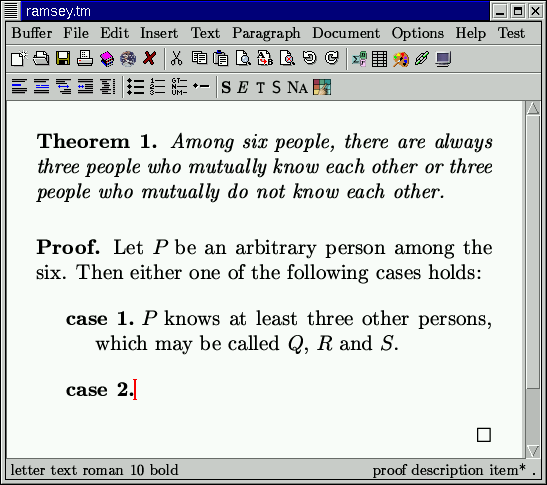 ramsey.tm
Buffer File Edit Insert Text Paragraph Document Options Help Test
S E T S NA
Theorem 1. Among six people, there are always
three people who mutually know each other or three
people who mutually do not know each other.
Proof. Let P be an arbitrary person among the
six. Then either one of the following cases holds:
case 1. P knows at least three other persons,
which may be called Q, R and S.
case 2.
letter text roman 10 bold proof description item* .